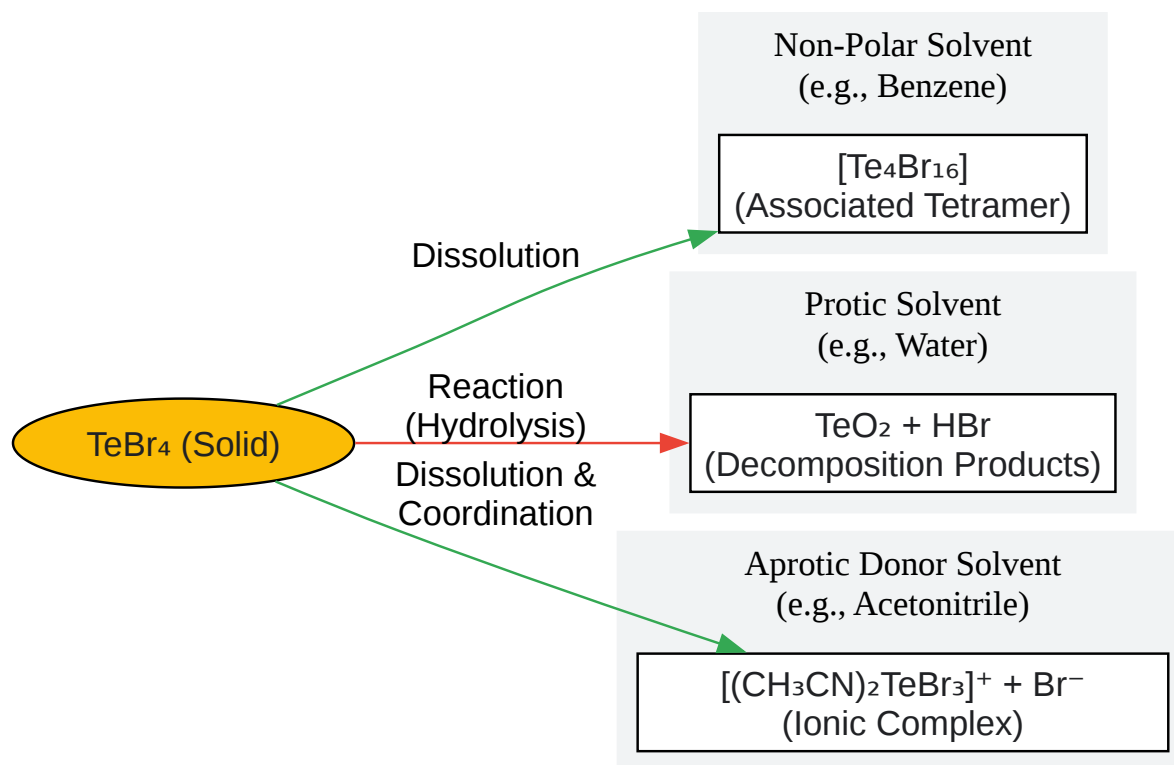 Non-Polar Solvent
(e.g., Benzene)
[Te₄Br₁₆]
(Associated Tetramer)
Dissolution
Protic Solvent
(e.g., Water)
Reaction
(Hydrolysis)
TeBr₄ (Solid)
TeO₂ + HBr
(Decomposition Products)
Dissolution &
Coordination
Aprotic Donor Solvent
(e.g., Acetonitrile)
[(CH₃CN)₂TeBr₃]⁺ + Br⁻
(Ionic Complex)